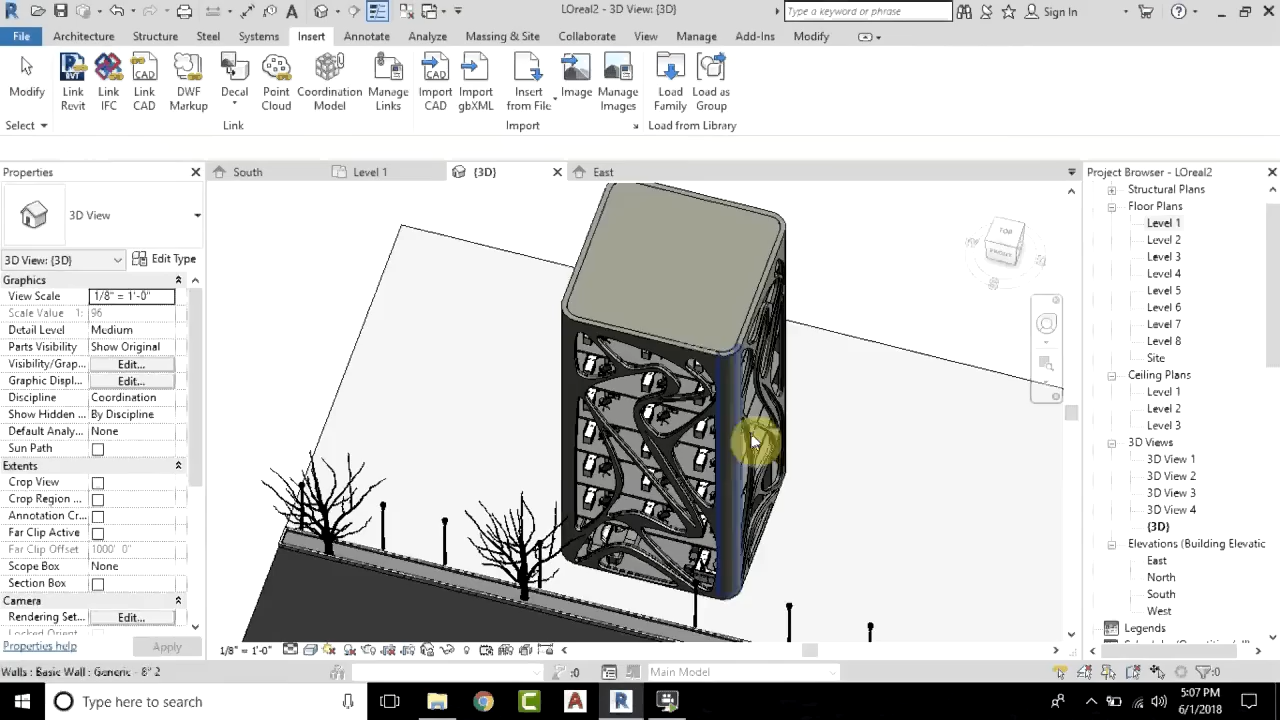 LOreal2 - 3D View: {3D}
Type a keyword or phrase
Sign In
File Architecture Structure Steel Systems Insert Annotate Analyze Massing & Site Collaborate View Manage Add-Ins Modify
Modify
Link Revit
Link IFC
Link CAD
DWF Markup
Decal
Point Cloud
Coordination Model
Manage Links
Import CAD
Import gbXML
Insert from File
Image
Manage Images
Load Family
Load as Group
Select
Link
Import
Load from Library
Properties
South
Level 1
{3D}
East
Project Browser - LOreal2
3D View
3D View: {3D}
Edit Type
Graphics
View Scale 1/8" = 1'-0"
Scale Value 1: 96
Detail Level Medium
Parts Visibility Show Original
Visibility/Grap... Edit...
Graphic Displ... Edit...
Discipline Coordination
Show Hidden ... By Discipline
Default Analy... None
Sun Path
Extents
Crop View
Crop Region ...
Annotation Cr...
Far Clip Active
Far Clip Offset 1000' 0"
Scope Box None
Section Box
Camera
Rendering Set... Edit...
Locked Orient
Properties help
Apply
TOP
FRONT
Structural Plans
Floor Plans
Level 1
Level 2
Level 3
Level 4
Level 5
Level 6
Level 7
Level 8
Site
Ceiling Plans
Level 1
Level 2
Level 3
3D Views
3D View 1
3D View 2
3D View 3
3D View 4
{3D}
Elevations (Building Elevatic
East
North
South
West
Legends
1/8" = 1'-0"
Walls : Basic Wall : Generic - 8" 2
:0
Main Model
:0
Type here to search
5:07 PM
6/1/2018